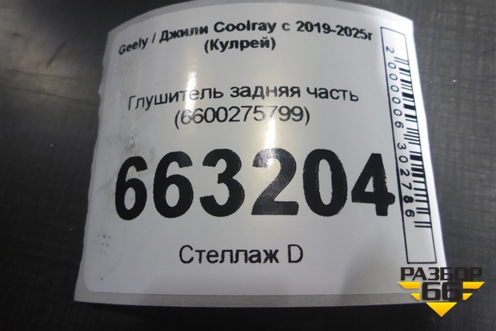 Geely / Джили Coolray с 2019-2025г
(Кулрей)
Глушитель задняя часть
(6600275799)
663204
Стеллаж D
2000006302786
РАЗБОР
66